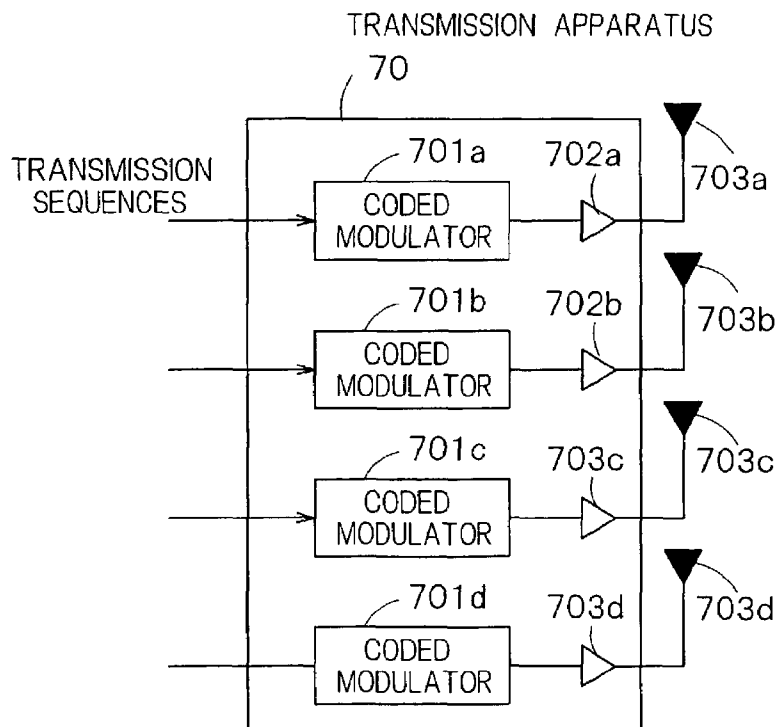 TRANSMISSION APPARATUS
70
TRANSMISSION
SEQUENCES
701a
CODED
MODULATOR
702a
703a
701b
CODED
MODULATOR
702b
703b
701c
CODED
MODULATOR
703c
703c
701d
CODED
MODULATOR
703d
703d